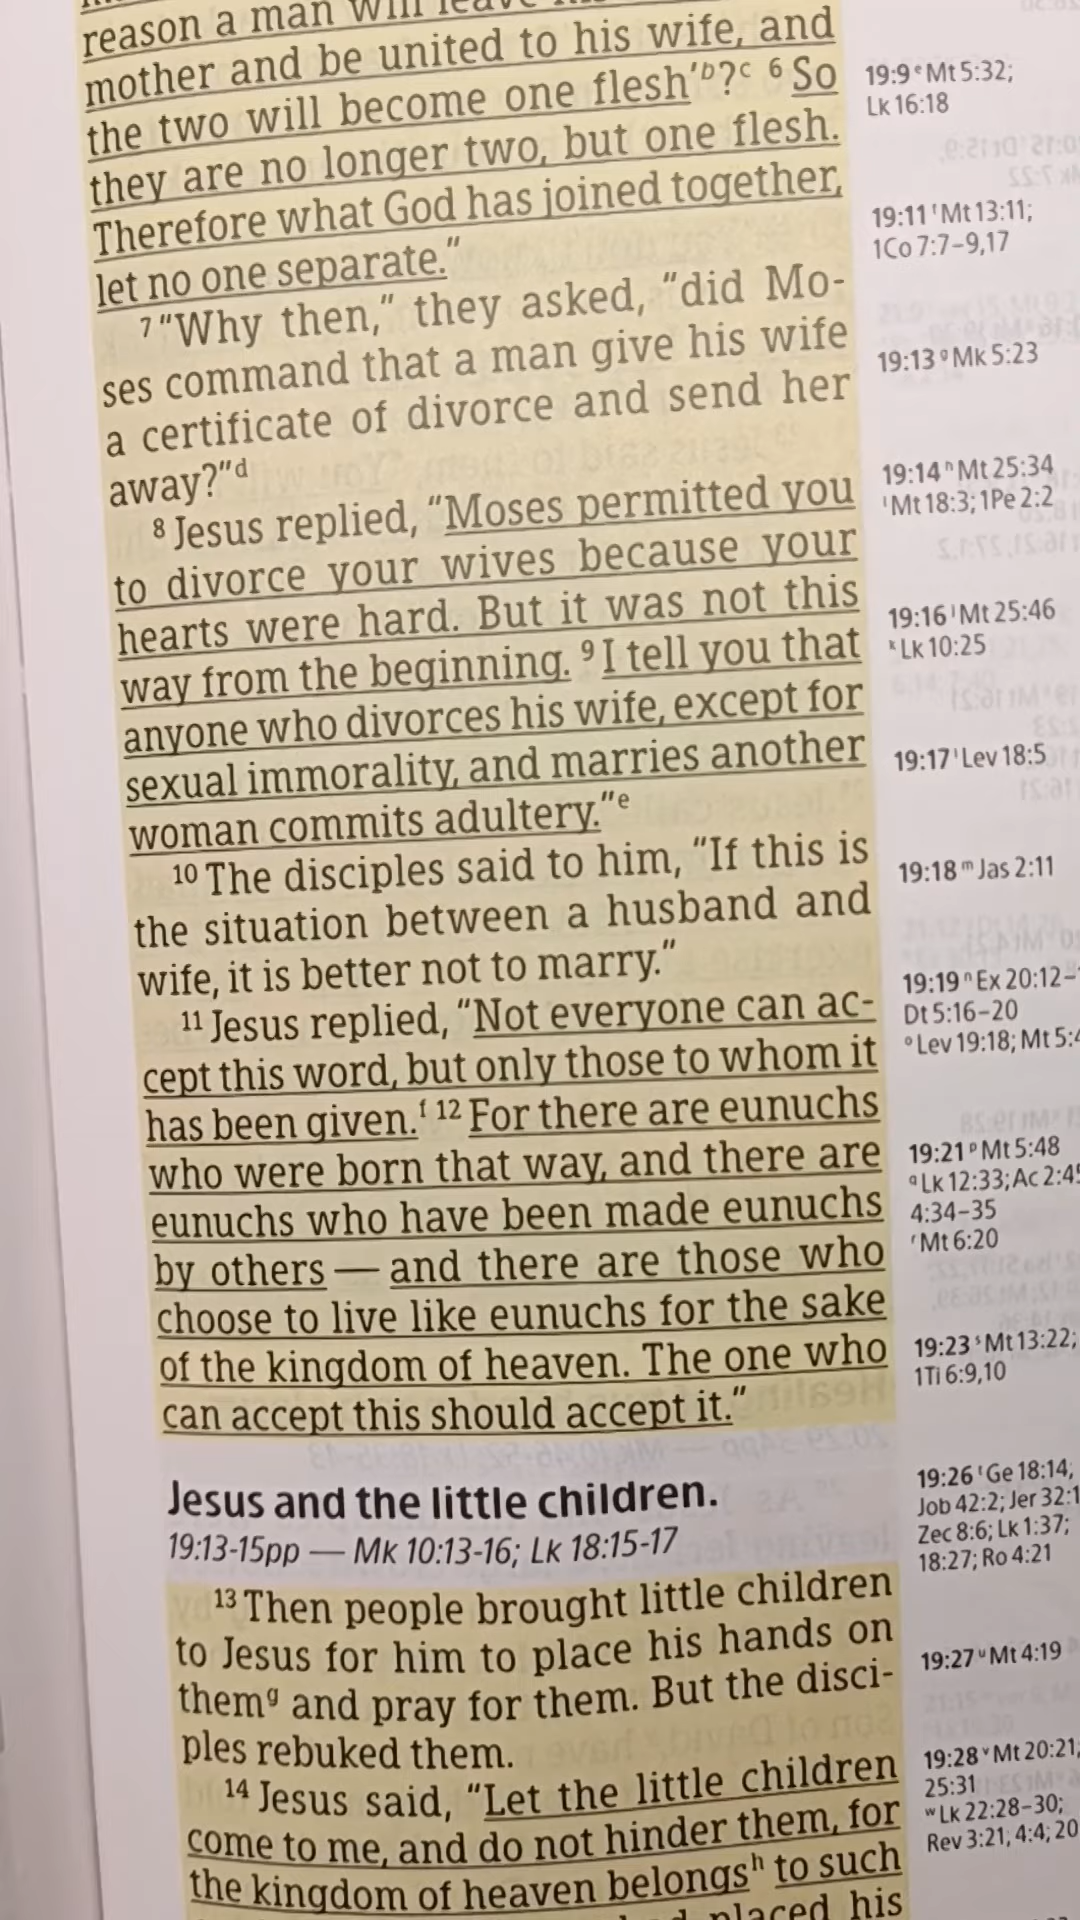 reason a man will leave his
mother and be united to his wife, and
the two will become one flesh’ᵇ?ᶜ ⁶ So
they are no longer two, but one flesh.
Therefore what God has joined together,
let no one separate.”
⁷ “Why then,” they asked, “did Mo-
ses command that a man give his wife
a certificate of divorce and send her
away?”ᵈ
⁸ Jesus replied, “Moses permitted you
to divorce your wives because your
hearts were hard. But it was not this
way from the beginning. ⁹ I tell you that
anyone who divorces his wife, except for
sexual immorality, and marries another
woman commits adultery.”ᵉ
¹⁰ The disciples said to him, “If this is
the situation between a husband and
wife, it is better not to marry.”
¹¹ Jesus replied, “Not everyone can ac-
cept this word, but only those to whom it
has been given.ᶠ ¹² For there are eunuchs
who were born that way, and there are
eunuchs who have been made eunuchs
by others — and there are those who
choose to live like eunuchs for the sake
of the kingdom of heaven. The one who
can accept this should accept it.”
Jesus and the little children.
19:13-15pp — Mk 10:13-16; Lk 18:15-17
¹³ Then people brought little children
to Jesus for him to place his hands on
themᵍ and pray for them. But the disci-
ples rebuked them.
¹⁴ Jesus said, “Let the little children
come to me, and do not hinder them, for
the kingdom of heaven belongsʰ to such
placed his
19:9 ᵉ Mt 5:32;
Lk 16:18
19:11 ᶠ Mt 13:11;
1Co 7:7–9,17
19:13 ᵍ Mk 5:23
19:14 ʰ Mt 25:34
ⁱ Mt 18:3; 1Pe 2:2
19:16 ʲ Mt 25:46
ᵏ Lk 10:25
19:17 ˡ Lev 18:5
19:18 ᵐ Jas 2:11
19:19 ⁿ Ex 20:12–
Dt 5:16–20
ᵒ Lev 19:18; Mt 5:4
19:21 ᵖ Mt 5:48
q Lk 12:33; Ac 2:45
4:34–35
ʳ Mt 6:20
19:23 ˢ Mt 13:22;
1Ti 6:9,10
19:26 ᵗ Ge 18:14;
Job 42:2; Jer 32:1
Zec 8:6; Lk 1:37;
18:27; Ro 4:21
19:27 ᵘ Mt 4:19
19:28 ᵛ Mt 20:21;
25:31
ʷ Lk 22:28–30;
Rev 3:21; 4:4; 20